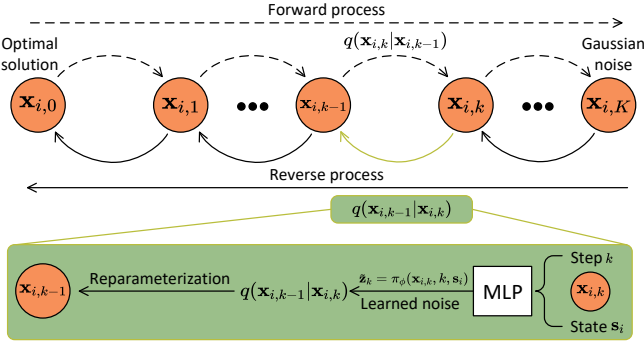 Forward process
Optimal solution
q(x_{i,k}|x_{i,k-1})
Gaussian noise
x_{i,0}
x_{i,1}
•••
x_{i,k-1}
x_{i,k}
•••
x_{i,K}
Reverse process
q(x_{i,k-1}|x_{i,k})
x_{i,k-1}
Reparameterization
q(x_{i,k-1}|x_{i,k})
z̃_k = π_ϕ(x_{i,k}, k, s_i)
Learned noise
MLP
Step k
x_{i,k}
State s_i